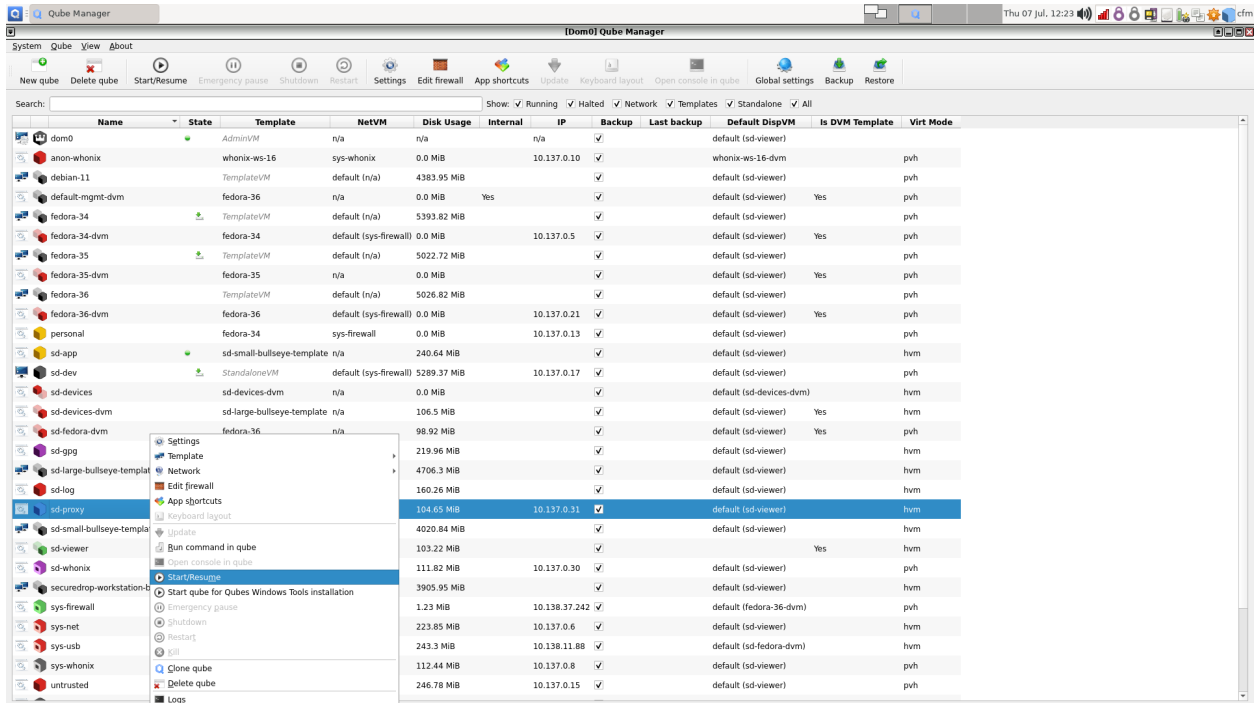 Qube Manager
Thu 07 Jul, 12:23
cfm
[Dom0] Qube Manager
System Qube View About
New qube Delete qube Start/Resume Emergency pause Shutdown Restart Settings Edit firewall App shortcuts Update Keyboard layout Open console in qube Global settings Backup Restore
Search: Show: Running Halted Network Templates Standalone All
Name State Template NetVM Disk Usage Internal IP Backup Last backup Default DispVM Is DVM Template Virt Mode
dom0 AdminVM n/a n/a n/a default (sd-viewer)
anon-whonix whonix-ws-16 sys-whonix 0.0 MiB 10.137.0.10 whonix-ws-16-dvm pvh
debian-11 TemplateVM default (n/a) 4383.95 MiB default (sd-viewer) pvh
default-mgmt-dvm fedora-36 n/a 0.0 MiB Yes default (sd-viewer) Yes pvh
fedora-34 TemplateVM default (n/a) 5393.82 MiB default (sd-viewer) pvh
fedora-34-dvm fedora-34 default (sys-firewall) 0.0 MiB 10.137.0.5 default (sd-viewer) Yes pvh
fedora-35 TemplateVM default (n/a) 5022.72 MiB default (sd-viewer) pvh
fedora-35-dvm fedora-35 n/a 0.0 MiB default (sd-viewer) Yes pvh
fedora-36 TemplateVM default (n/a) 5026.82 MiB default (sd-viewer) pvh
fedora-36-dvm fedora-36 default (sys-firewall) 0.0 MiB 10.137.0.21 default (sd-viewer) Yes pvh
personal fedora-34 sys-firewall 0.0 MiB 10.137.0.13 default (sd-viewer) pvh
sd-app sd-small-bullseye-template n/a 240.64 MiB default (sd-viewer) hvm
sd-dev StandaloneVM default (sys-firewall) 5289.37 MiB 10.137.0.17 default (sd-viewer) hvm
sd-devices sd-devices-dvm n/a 0.0 MiB default (sd-devices-dvm) hvm
sd-devices-dvm sd-large-bullseye-template n/a 106.5 MiB default (sd-viewer) Yes hvm
sd-fedora-dvm fedora-36 n/a 98.92 MiB default (sd-viewer) Yes pvh
sd-gpg 219.96 MiB default (sd-viewer) hvm
sd-large-bullseye-templat 4706.3 MiB default (sd-viewer) hvm
sd-log 160.26 MiB default (sd-viewer) hvm
sd-proxy 104.65 MiB 10.137.0.31 default (sd-viewer) hvm
sd-small-bullseye-templa 4020.84 MiB default (sd-viewer) hvm
sd-viewer 103.22 MiB Yes hvm
sd-whonix 111.82 MiB 10.137.0.30 default (sd-viewer) pvh
securedrop-workstation-b 3905.95 MiB default (sd-viewer) hvm
sys-firewall 1.23 MiB 10.138.37.242 default (fedora-36-dvm) pvh
sys-net 223.85 MiB 10.137.0.6 default (sd-viewer) hvm
sys-usb 243.3 MiB 10.138.11.88 default (sd-fedora-dvm) hvm
sys-whonix 112.44 MiB 10.137.0.8 default (sd-viewer) pvh
untrusted 246.78 MiB 10.137.0.15 default (sd-viewer) pvh
Settings
Template
Network
Edit firewall
App shortcuts
Keyboard layout
Update
Run command in qube
Open console in qube
Start/Resume
Start qube for Qubes Windows Tools installation
Emergency pause
Shutdown
Restart
Kill
Clone qube
Delete qube
Logs